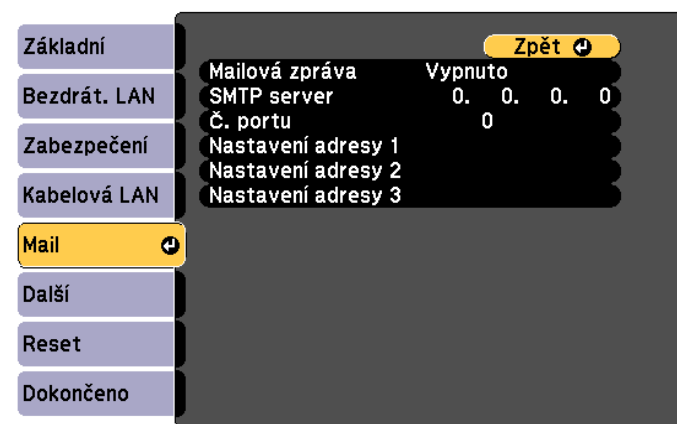 Základní
Bezdrát. LAN
Zabezpečení
Kabelová LAN
Mail
Další
Reset
Dokončeno
Zpět
Mailová zpráva Vypnuto
SMTP server 0. 0. 0. 0
Č. portu 0
Nastavení adresy 1
Nastavení adresy 2
Nastavení adresy 3